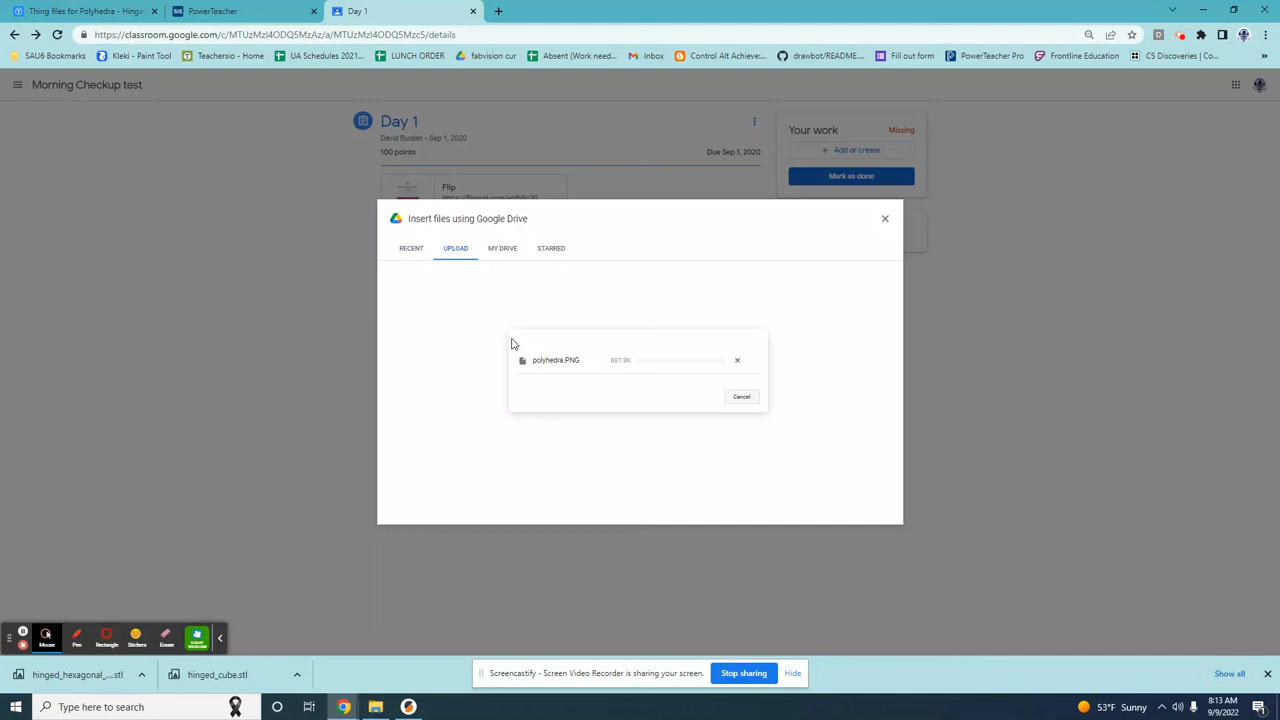 Thing files for Polyhedra - Hinge
PowerTeacher
Day 1
https://classroom.google.com/c/MTUzMzI4ODQ5MzAz/a/MTUzMzI4ODQ5Mzc5/details
SAU6 Bookmarks
Kleki - Paint Tool
Teachersio - Home
UA Schedules 2021...
LUNCH ORDER
fabvision cur
Absent (Work need...
Inbox
Control Alt Achieve:...
drawbot/README....
Fill out form
PowerTeacher Pro
Frontline Education
CS Discoveries | Co...
Morning Checkup test
Day 1
David Burden • Sep 1, 2020
100 points
Due Sep 1, 2020
Your work
Missing
+ Add or create
Mark as done
Flip
Insert files using Google Drive
RECENT
UPLOAD
MY DRIVE
STARRED
polyhedra.PNG
887.9K
Cancel
Mouse
Pen
Rectangle
Stickers
Eraser
hinged_hexagonal_....stl
hinged_cube.stl
Screencastify - Screen Video Recorder is sharing your screen.
Stop sharing
Hide
Show all
Type here to search
53°F Sunny
8:13 AM
9/9/2022